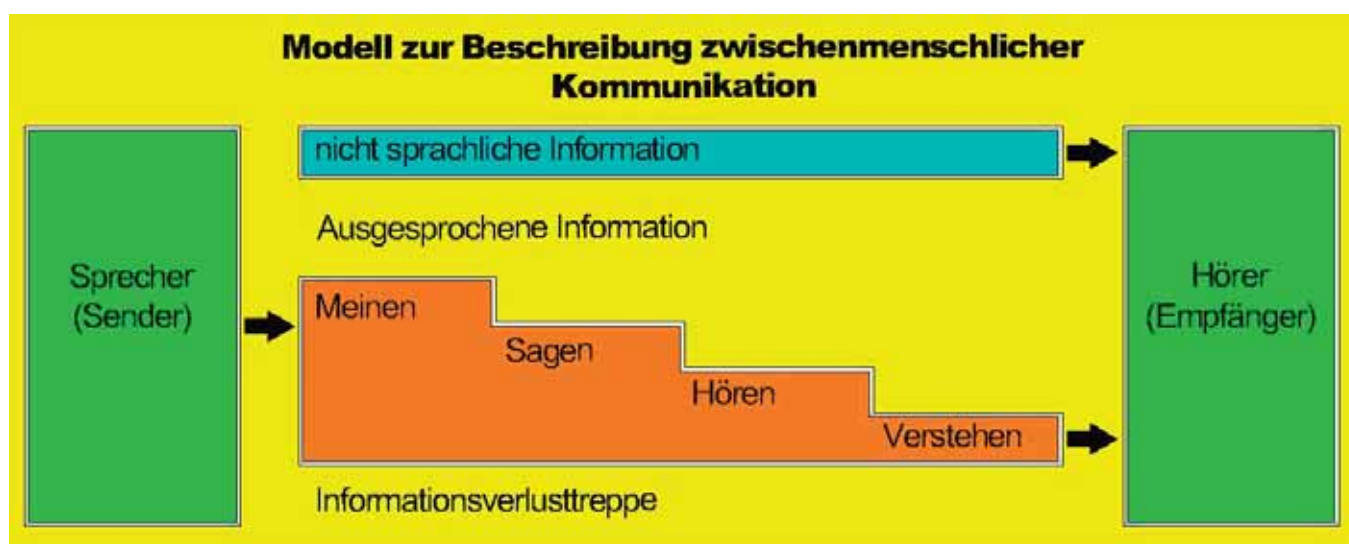 Modell zur Beschreibung zwischenmenschlicher
Kommunikation
nicht sprachliche Information
Ausgesprochene Information
Sprecher
(Sender)
Meinen
Sagen
Hören
Verstehen
Hörer
(Empfänger)
Informationsverlusttreppe